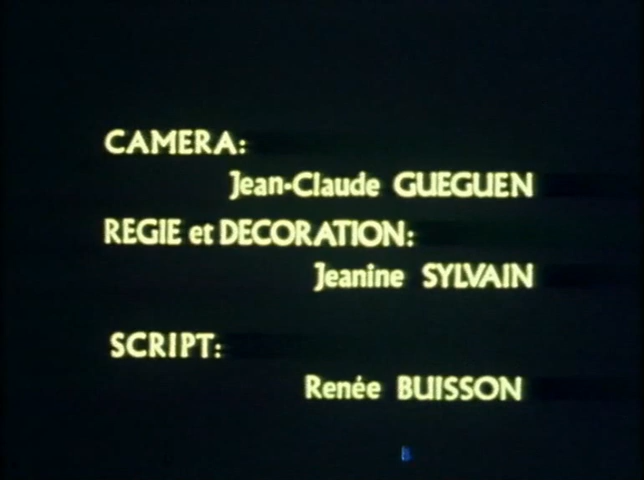 CAMERA:
Jean-Claude GUEGUEN
REGIE et DECORATION:
Jeanine SYLVAIN
SCRIPT:
Renée BUISSON